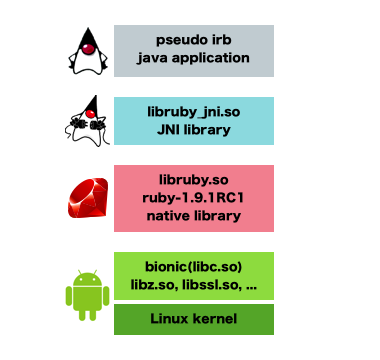 pseudo irb
java application
libruby_jni.so
JNI library
libruby.so
ruby-1.9.1RC1
native library
bionic(libc.so)
libz.so, libssl.so, ...
Linux kernel